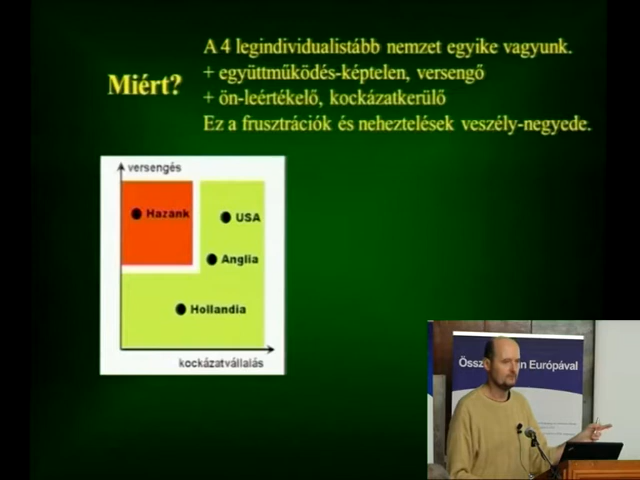 A 4 legindividualistább nemzet egyike vagyunk.
Miért?
+ együttműködés-képtelen, versengő
+ ön-leértékelő, kockázatkerülő
Ez a frusztrációk és neheztelések veszély-negyede.
versengés
Hazank
USA
Anglia
Hollandia
kockázatvállalás
Össz n Európával